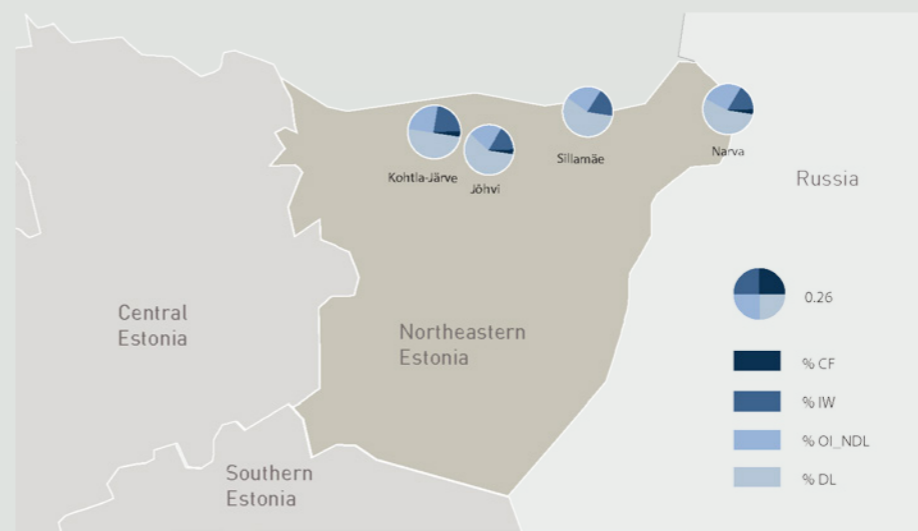 Kohtla-Järve
Jõhvi
Sillamäe
Narva
Russia
Central
Estonia
Northeastern
Estonia
Southern
Estonia
0.26
% CF
% IW
% OI_NDL
% DL